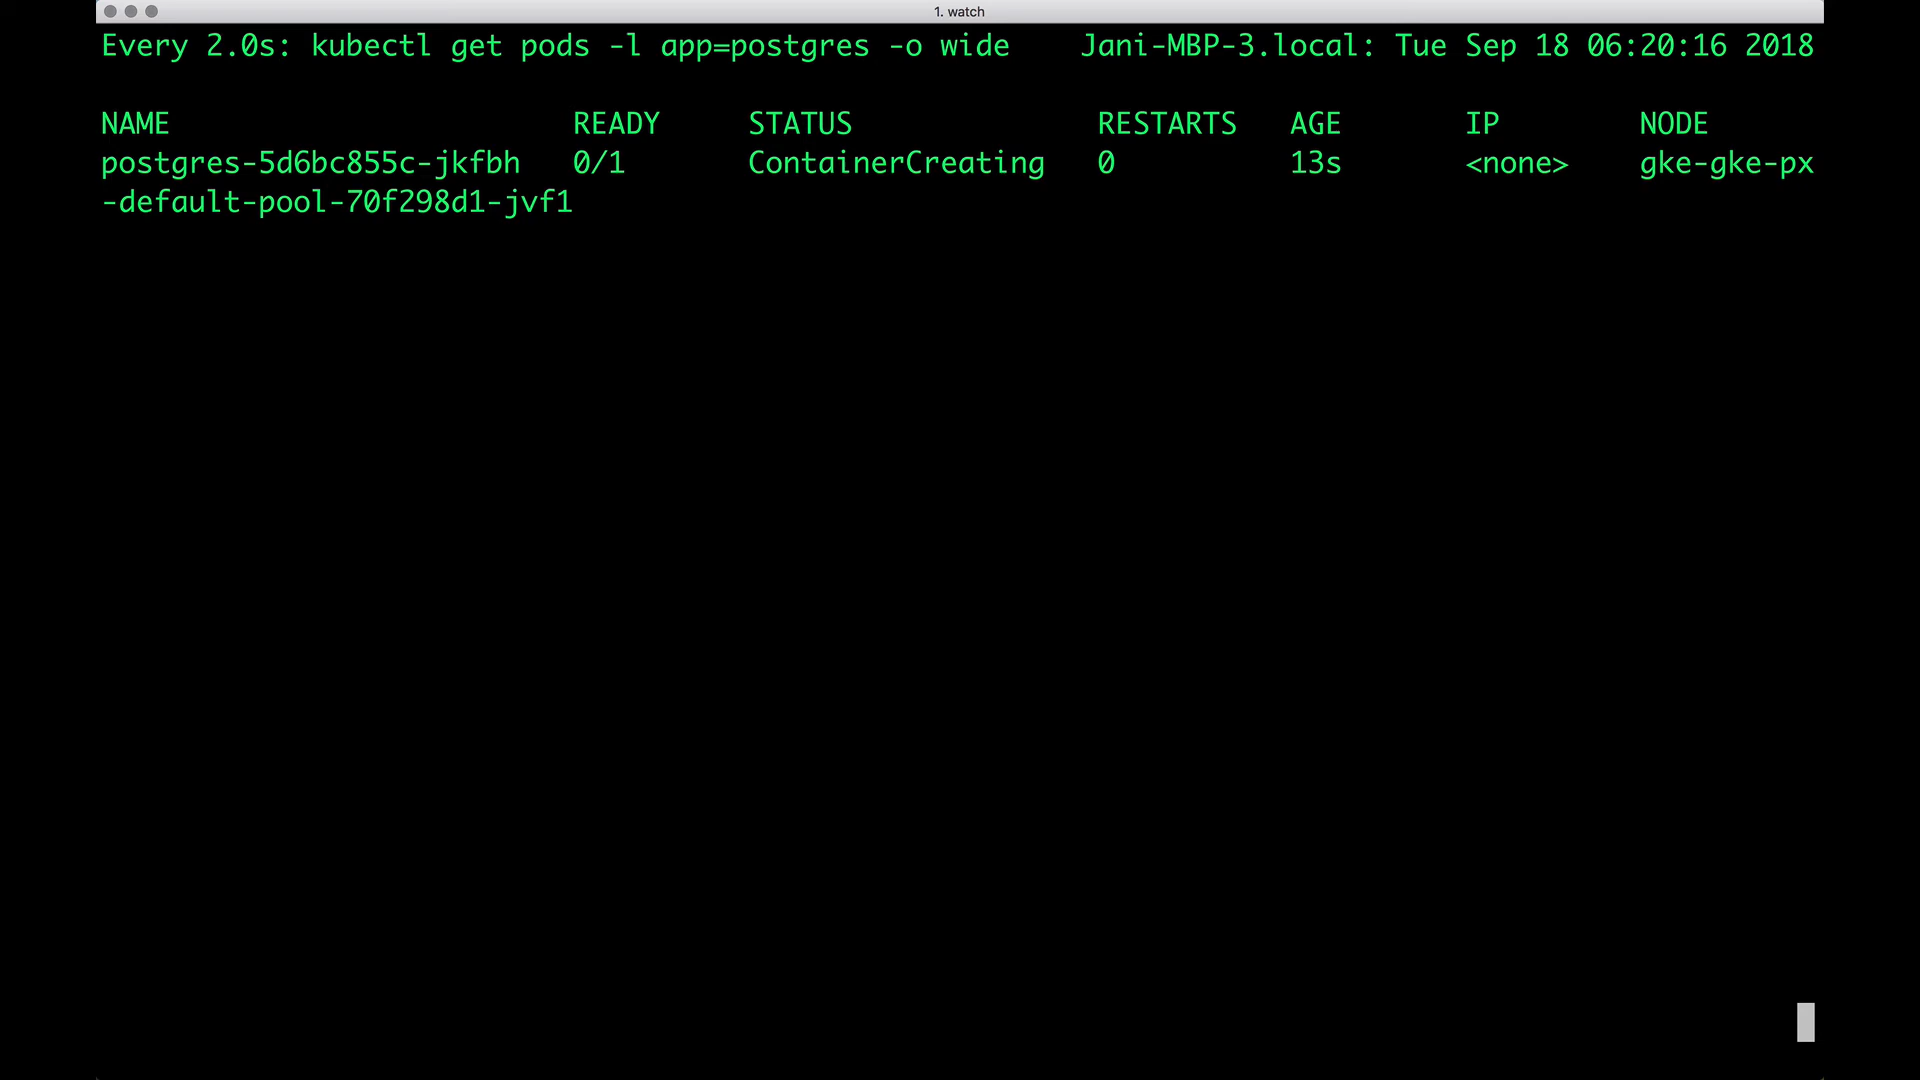 1. watch
Every 2.0s: kubectl get pods -l app=postgres -o wide    Jani-MBP-3.local: Tue Sep 18 06:20:16 2018
NAME                       READY     STATUS              RESTARTS   AGE       IP        NODE
postgres-5d6bc855c-jkfbh   0/1       ContainerCreating   0          13s       <none>    gke-gke-px
-default-pool-70f298d1-jvf1